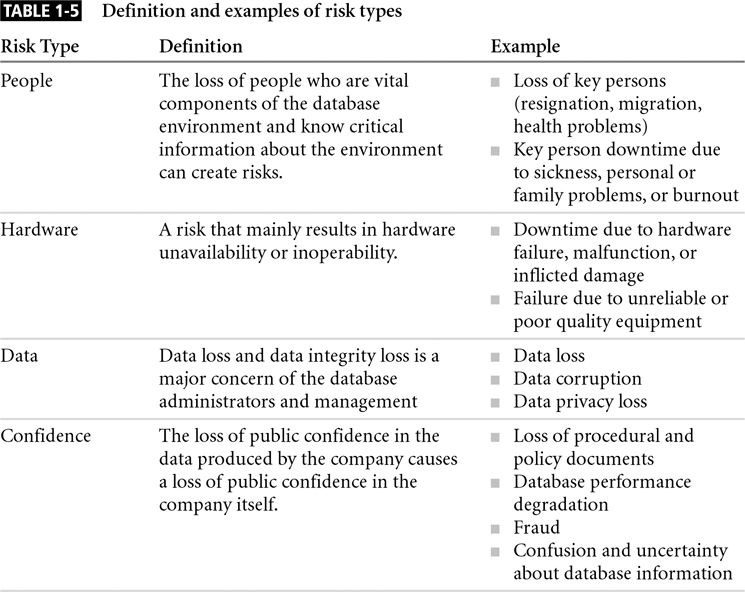 TABLE 1-5 Definition and examples of risk types
Risk Type Definition Example
People The loss of people who are vital ■ Loss of key persons
components of the database (resignation, migration,
environment and know critical health problems)
information about the environment ■ Key person downtime due
can create risks. to sickness, personal or
family problems, or burnout
Hardware A risk that mainly results in hardware ■ Downtime due to hardware
unavailability or inoperability. failure, malfunction, or
inflicted damage
■ Failure due to unreliable or
poor quality equipment
Data Data loss and data integrity loss is a ■ Data loss
major concern of the database ■ Data corruption
administrators and management ■ Data privacy loss
Confidence The loss of public confidence in the ■ Loss of procedural and
data produced by the company causes policy documents
a loss of public confidence in the ■ Database performance
company itself. degradation
■ Fraud
■ Confusion and uncertainty
about database information